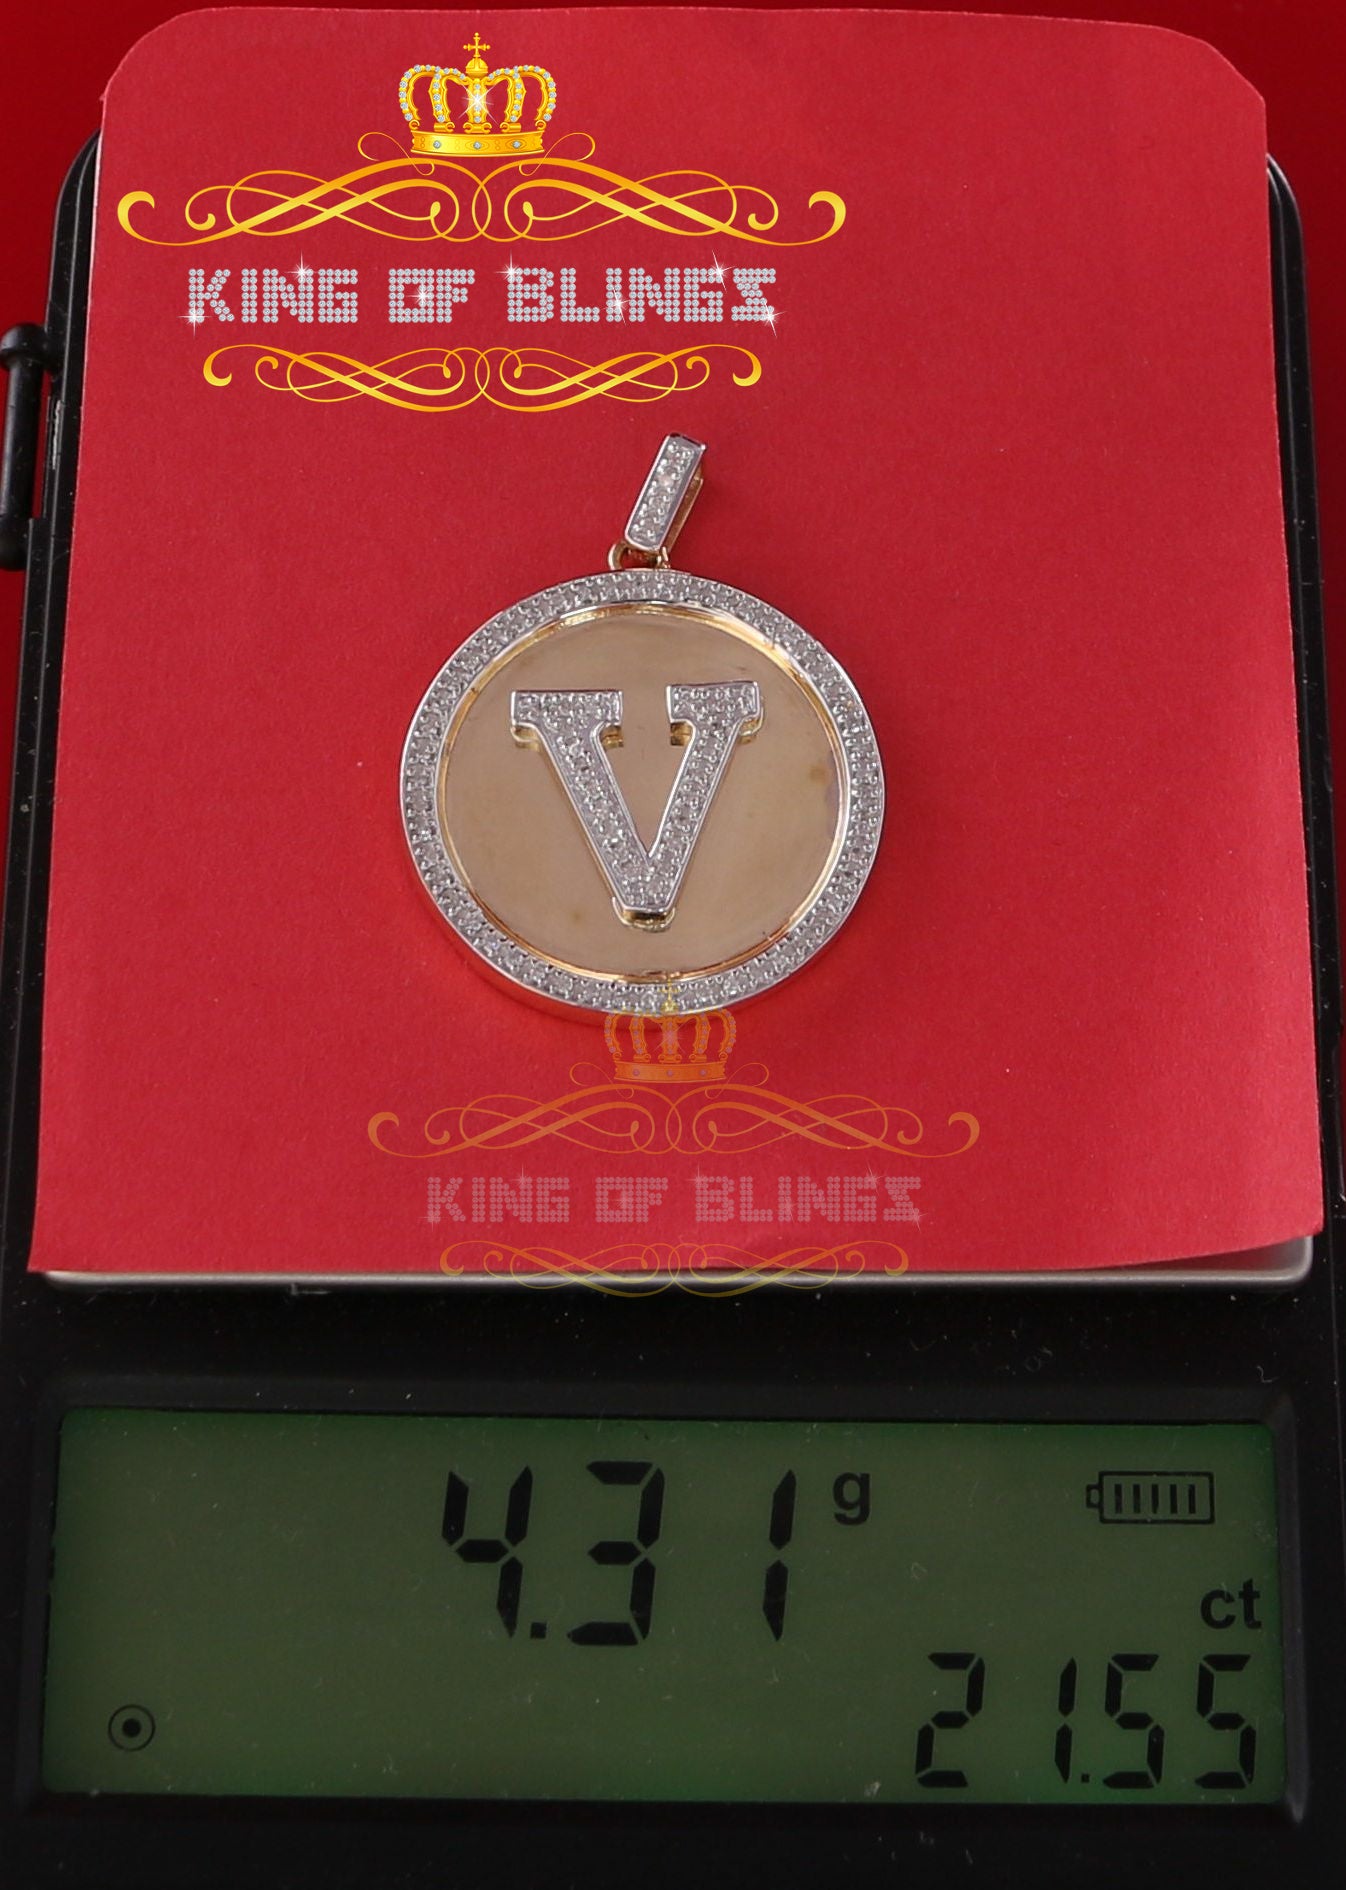 KING OF BLINGS
V
KING OF BLINGS
4.31 g
ct
21.55